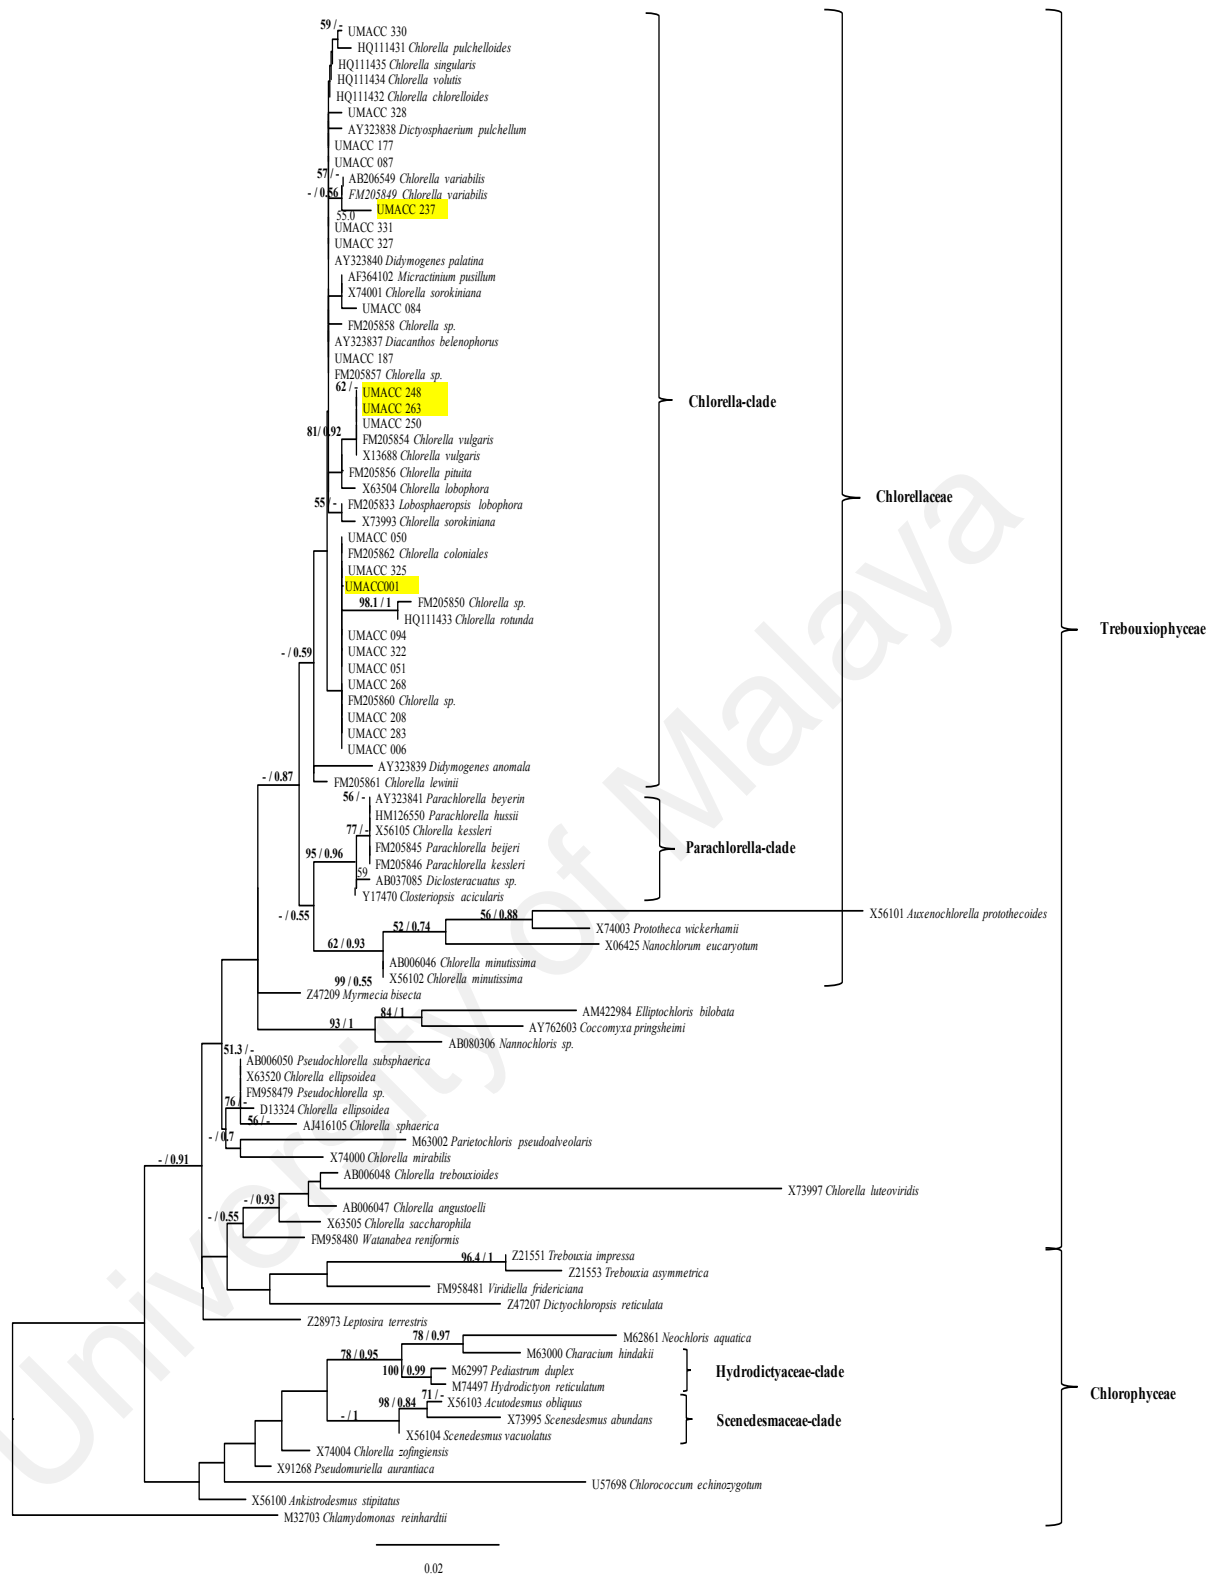 59 / -
UMACC 330
HQ111431 Chlorella pulchelloides
HQ111435 Chlorella singularis
HQ111434 Chlorella volutis
HQ111432 Chlorella chlorelloides
UMACC 328
AY323838 Dictyosphaerium pulchellum
UMACC 177
UMACC 087
57 / -
AB206549 Chlorella variabilis
- / 0.56
FM205849 Chlorella variabilis
UMACC 237
55.0
UMACC 331
UMACC 327
AY323840 Didymogenes palatina
AF364102 Micractinium pusillum
X74001 Chlorella sorokiniana
UMACC 084
FM205858 Chlorella sp.
AY323837 Diacanthos belenophorus
UMACC 187
FM205857 Chlorella sp.
62 / -
UMACC 248
Chlorella-clade
UMACC 263
UMACC 250
81/ 0.92
FM205854 Chlorella vulgaris
X13688 Chlorella vulgaris
FM205856 Chlorella pituita
X63504 Chlorella lobophora
Chlorellaceae
55 / -
FM205833 Lobosphaeropsis lobophora
X73993 Chlorella sorokiniana
UMACC 050
FM205862 Chlorella coloniales
UMACC 325
UMACC001
98.1 / 1
FM205850 Chlorella sp.
HQ111433 Chlorella rotunda
Trebouxiophyceae
UMACC 094
- / 0.59
UMACC 322
UMACC 051
UMACC 268
FM205860 Chlorella sp.
UMACC 208
UMACC 283
UMACC 006
AY323839 Didymogenes anomala
- / 0.87
FM205861 Chlorella lewinii
56 / -
AY323841 Parachlorella beyerin
HM126550 Parachlorella hussii
77 / -
X56105 Chlorella kessleri
Parachlorella-clade
95 / 0.96
FM205845 Parachlorella beijeri
FM205846 Parachlorella kessleri
59
AB037085 Diclosteracuatus sp.
Y17470 Closteriopsis acicularis
- / 0.55
56 / 0.88
X56101 Auxenochlorella protothecoides
52 / 0.74
X74003 Prototheca wickerhamii
62 / 0.93
X06425 Nanochlorum eucaryotum
AB006046 Chlorella minutissima
99 / 0.55
X56102 Chlorella minutissima
Z47209 Myrmecia bisecta
84 / 1
AM422984 Elliptochloris bilobata
93 / 1
AY762603 Coccomyxa pringsheimi
AB080306 Nannochloris sp.
51.3 / -
AB006050 Pseudochlorella subsphaerica
X63520 Chlorella ellipsoidea
FM958479 Pseudochlorella sp.
76 / -
D13324 Chlorella ellipsoidea
56 / -
AJ416105 Chlorella sphaerica
- / 0.7
M63002 Parietochloris pseudoalveolaris
- / 0.91
X74000 Chlorella mirabilis
AB006048 Chlorella trebouxioides
X73997 Chlorella luteoviridis
- / 0.93
AB006047 Chlorella angustoelli
- / 0.55
X63505 Chlorella saccharophila
FM958480 Watanabea reniformis
96.4 / 1
Z21551 Trebouxia impressa
Z21553 Trebouxia asymmetrica
FM958481 Viridiella fridericiana
Z47207 Dictyochloropsis reticulata
Z28973 Leptosira terrestris
78 / 0.97
M62861 Neochloris aquatica
78 / 0.95
M63000 Characium hindakii
100 / 0.99
M62997 Pediastrum duplex
Hydrodictyaceae-clade
M74497 Hydrodictyon reticulatum
Chlorophyceae
98 / 0.84
71 / -
X56103 Acutodesmus obliquus
- / 1
X73995 Scenesdesmus abundans
Scenedesmaceae-clade
X56104 Scenedesmus vacuolatus
X74004 Chlorella zofingiensis
X91268 Pseudomuriella aurantiaca
U57698 Chlorococcum echinozygotum
X56100 Ankistrodesmus stipitatus
M32703 Chlamydomonas reinhardtii
0.02
University of Malaya